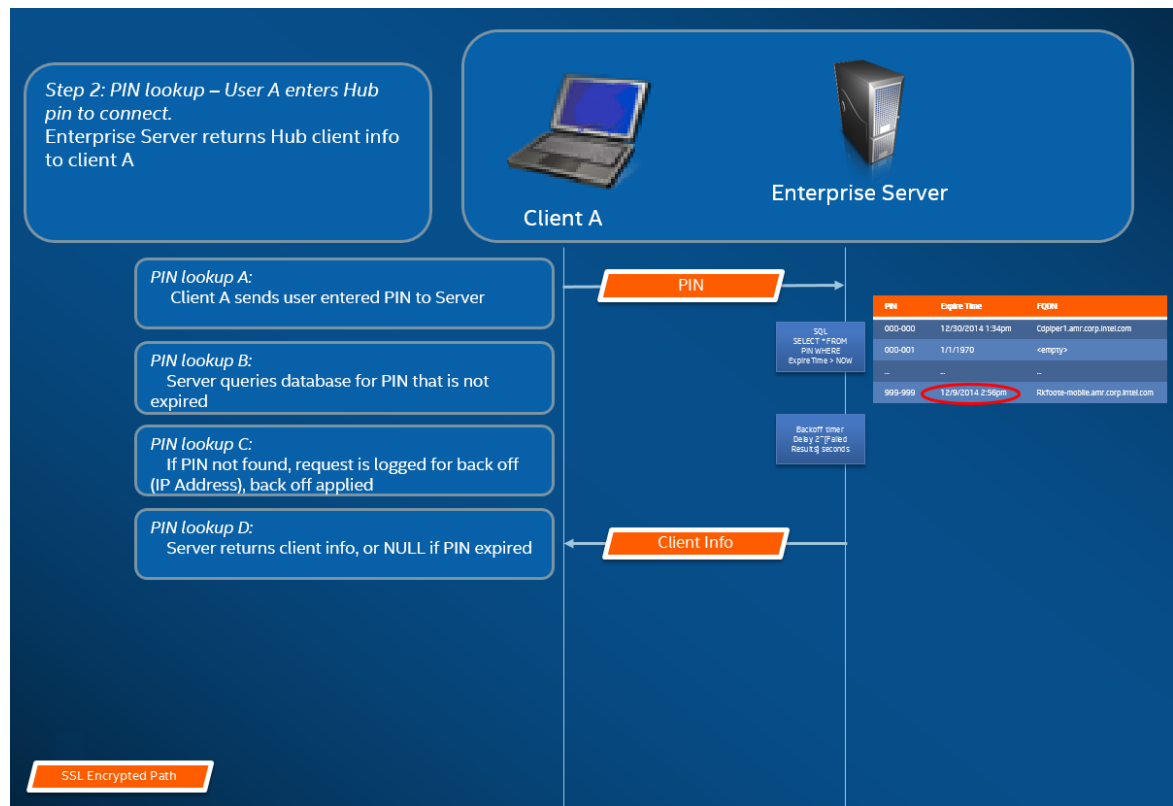 Step 2: PIN lookup – User A enters Hub
pin to connect.
Enterprise Server returns Hub client info
to client A
Client A
Enterprise Server
PIN lookup A:
Client A sends user entered PIN to Server
PIN
PIN lookup B:
Server queries database for PIN that is not
expired
SQL
SELECT * FROM
PIN WHERE
Expire Time > NOW
PIN Expire Time FQDN
000-000 12/30/2014 1:34pm Cdpiper1.amr.corp.intel.com
000-001 1/1/1970 <empty>
... ... ...
999-999 12/9/2014 2:56pm Rkfoote-mobile.amr.corp.intel.com
PIN lookup C:
If PIN not found, request is logged for back off
(IP Address), back off applied
Backoff timer
Delay 2^[Failed
Results] seconds
PIN lookup D:
Server returns client info, or NULL if PIN expired
Client Info
SSL Encrypted Path